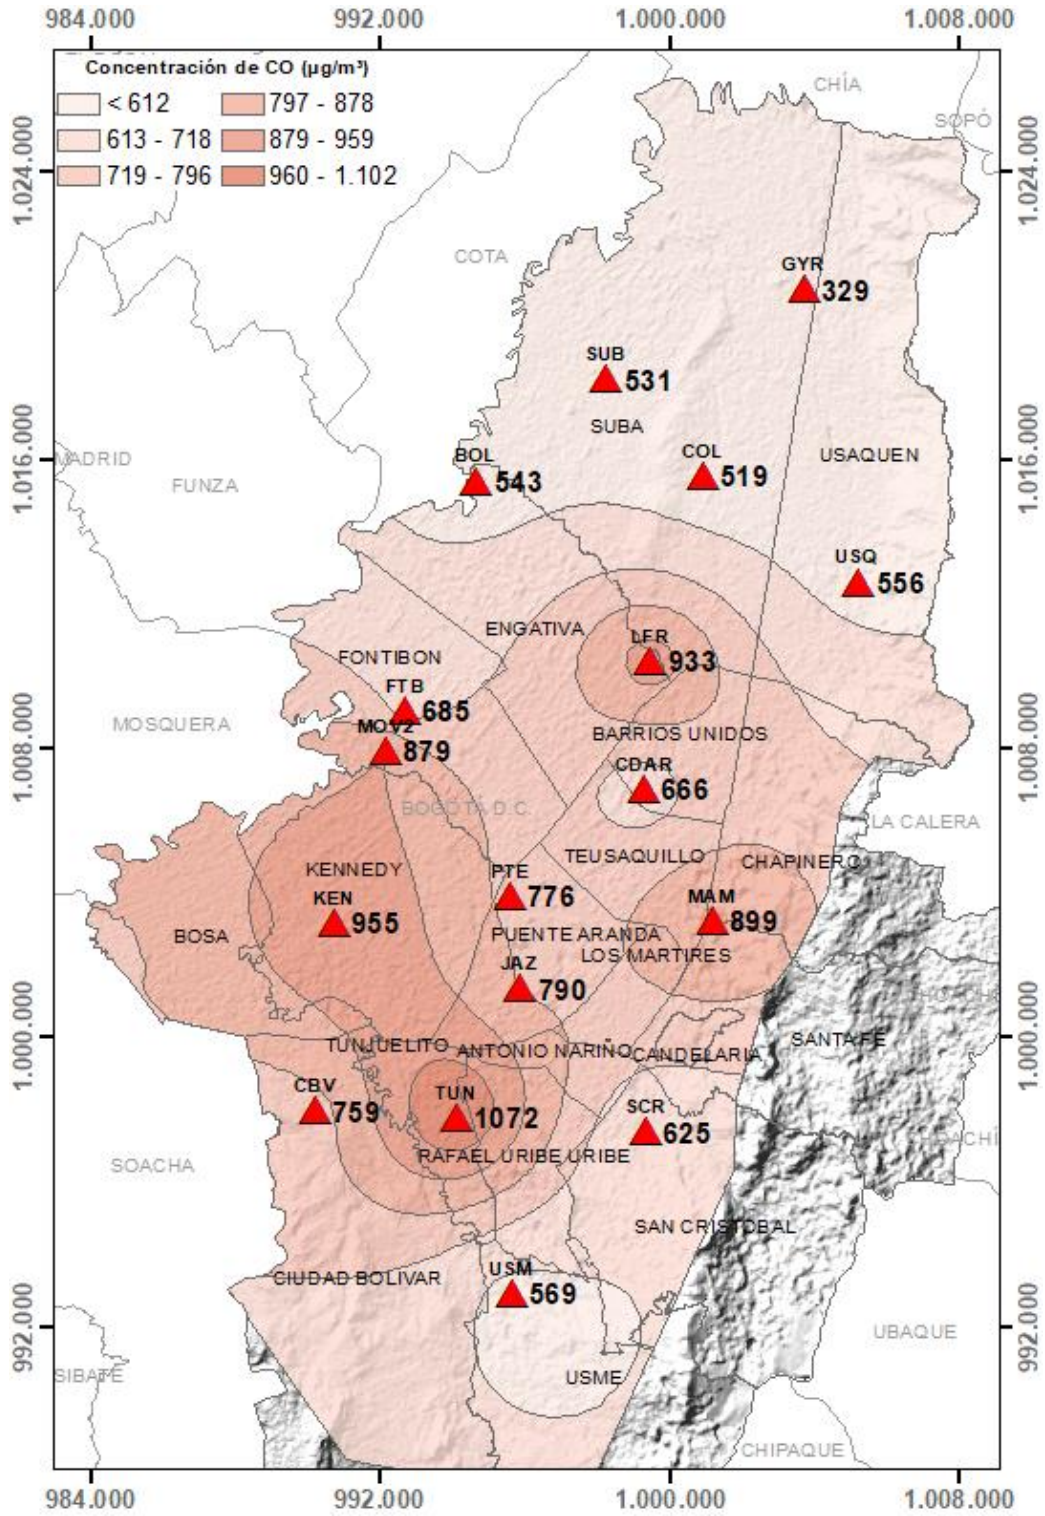 984.000 992.000 1.000.000 1.008.000
Concentración de CO (µg/m³)
< 612 797 - 878
613 - 718 879 - 959
719 - 796 960 - 1.102
CHÍA
SOPÓ
1.024.000 1.024.000
COTA
GYR
329
SUB
531
SUBA
BOL
543
COL
519
USAQUEN
MADRID
FUNZA
1.016.000 1.016.000
USQ
556
ENGATIVA
LFR
933
FONTIBON
FTB
685
MOV2
879
MOSQUERA
BARRIOS UNIDOS
1.008.000 1.008.000
CDAR
666
BOGOTÁ D.C.
LA CALERA
TEUSAQUILLO
CHAPINERO
KENNEDY
KEN
955
PTE
776
MAM
899
BOSA
PUENTE ARANDA
LOS MARTIRES
JAZ
790
1.000.000 1.000.000
TUNJUELITO
ANTONIO NARIÑO
CANDELARIA
SANTA FE
CBV
759
TUN
1072
SCR
625
RAFAEL URIBE URIBE
SOACHA
SAN CRISTOBAL
USM
569
CIUDAD BOLIVAR
992.000 992.000
UBAQUE
SIBATÉ
USME
CHIPAQUE
984.000 992.000 1.000.000 1.008.000